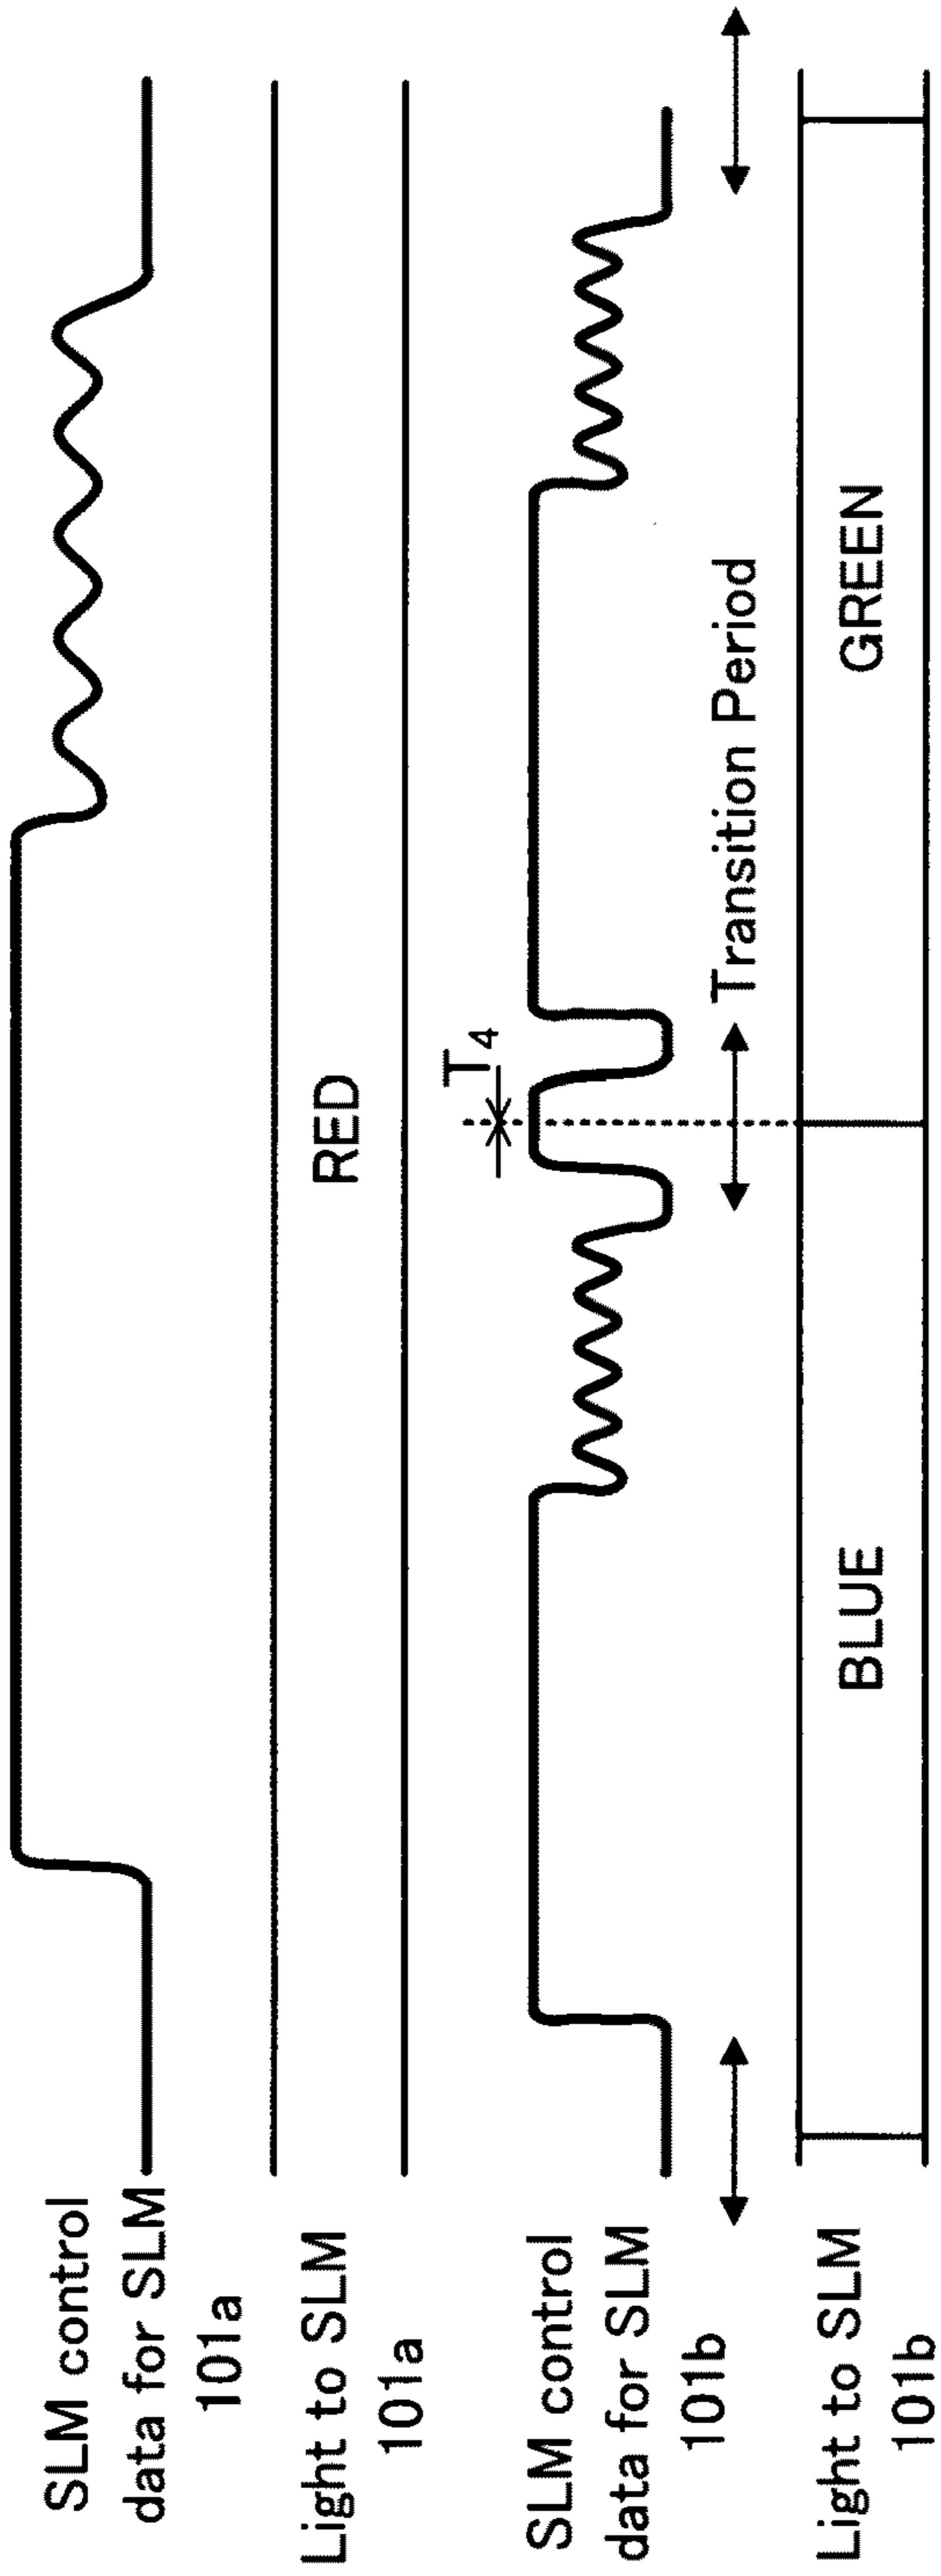 SLM control
data for SLM
101a
Light to SLM
101a
RED
SLM control
data for SLM
101b
T4
Transition Period
Light to SLM
101b
BLUE
GREEN